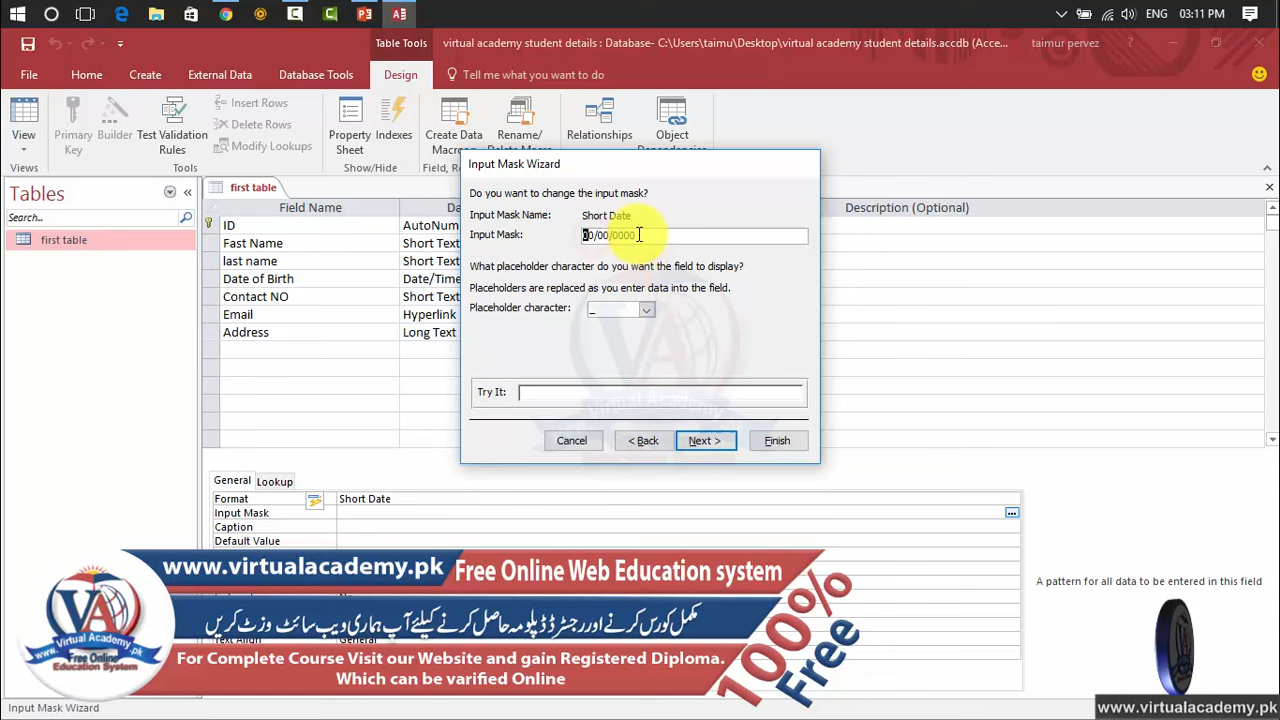 ENG
03:11 PM
Table Tools
virtual academy student details : Database- C:\Users\taimu\Desktop\virtual academy student details.accdb (Acce...
taimur pervez
?
File
Home
Create
External Data
Database Tools
Design
Tell me what you want to do
View
Primary
Key
Builder
Test Validation
Rules
Insert Rows
Delete Rows
Modify Lookups
Property
Sheet
Indexes
Create Data
Rename/
Relationships
Object
Views
Tools
Show/Hide
Field, R
Tables
Search...
first table
first table
Field Name
Description (Optional)
ID
AutoNum
Fast Name
Short Text
last name
Short Text
Date of Birth
Date/Time
Contact NO
Short Text
Email
Hyperlink
Address
Long Text
Input Mask Wizard
Do you want to change the input mask?
Input Mask Name:
Short Date
Input Mask:
00/00/0000
What placeholder character do you want the field to display?
Placeholders are replaced as you enter data into the field.
Placeholder character:
_
Try It:
Cancel
< Back
Next >
Finish
General
Lookup
Format
Short Date
Input Mask
Caption
Default Value
Text Align
General
A pattern for all data to be entered in this field
www.virtualacademy.pk
Free Online Web Education system
مکمل کورس کرنے اور رجسٹرڈ ڈپلومہ حاصل کرنے کیلئے آپ ہماری ویب سائٹ وزٹ کریں
For Complete Course Visit our Website and gain Registered Diploma.
Which can be varified Online
100%
Free
VA
Virtual Academy
Free Online
Education System
Input Mask Wizard
www.virtualacademy.pk